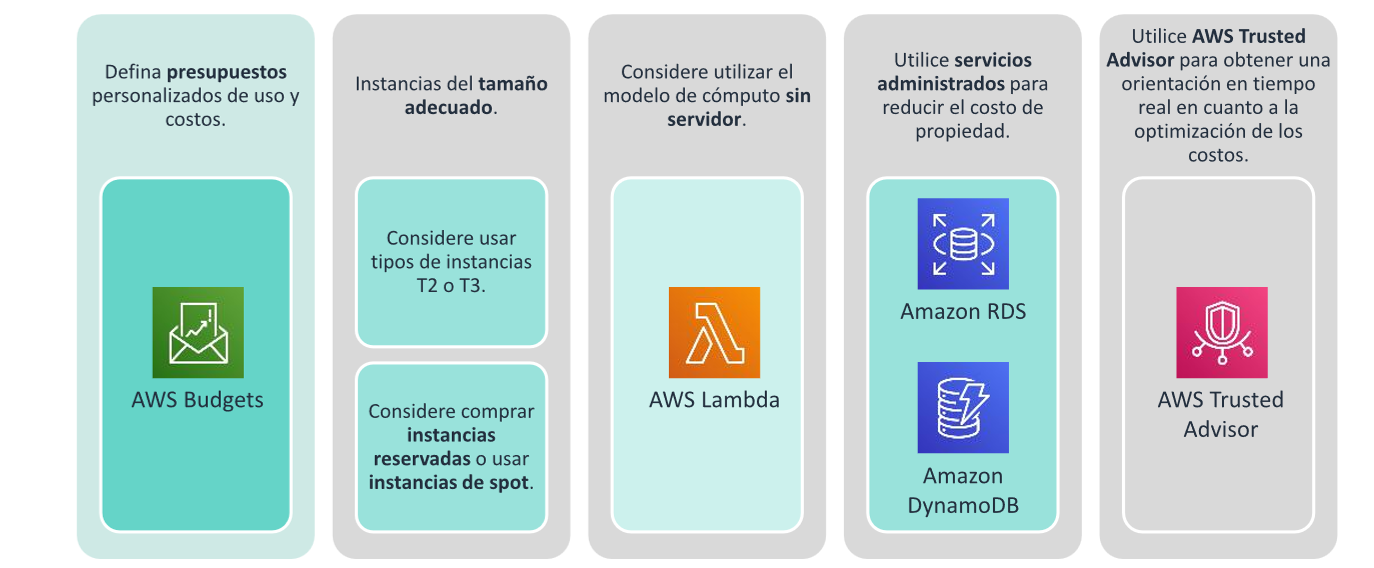 Defina presupuestos
personalizados de uso y
costos.
AWS Budgets
Instancias del tamaño
adecuado.
Considere usar
tipos de instancias
T2 o T3.
Considere comprar
instancias
reservadas o usar
instancias de spot.
Considere utilizar el
modelo de cómputo sin
servidor.
AWS Lambda
Utilice servicios
administrados para
reducir el costo de
propiedad.
Amazon RDS
Amazon
DynamoDB
Utilice AWS Trusted
Advisor para obtener una
orientación en tiempo
real en cuanto a la
optimización de los
costos.
AWS Trusted
Advisor